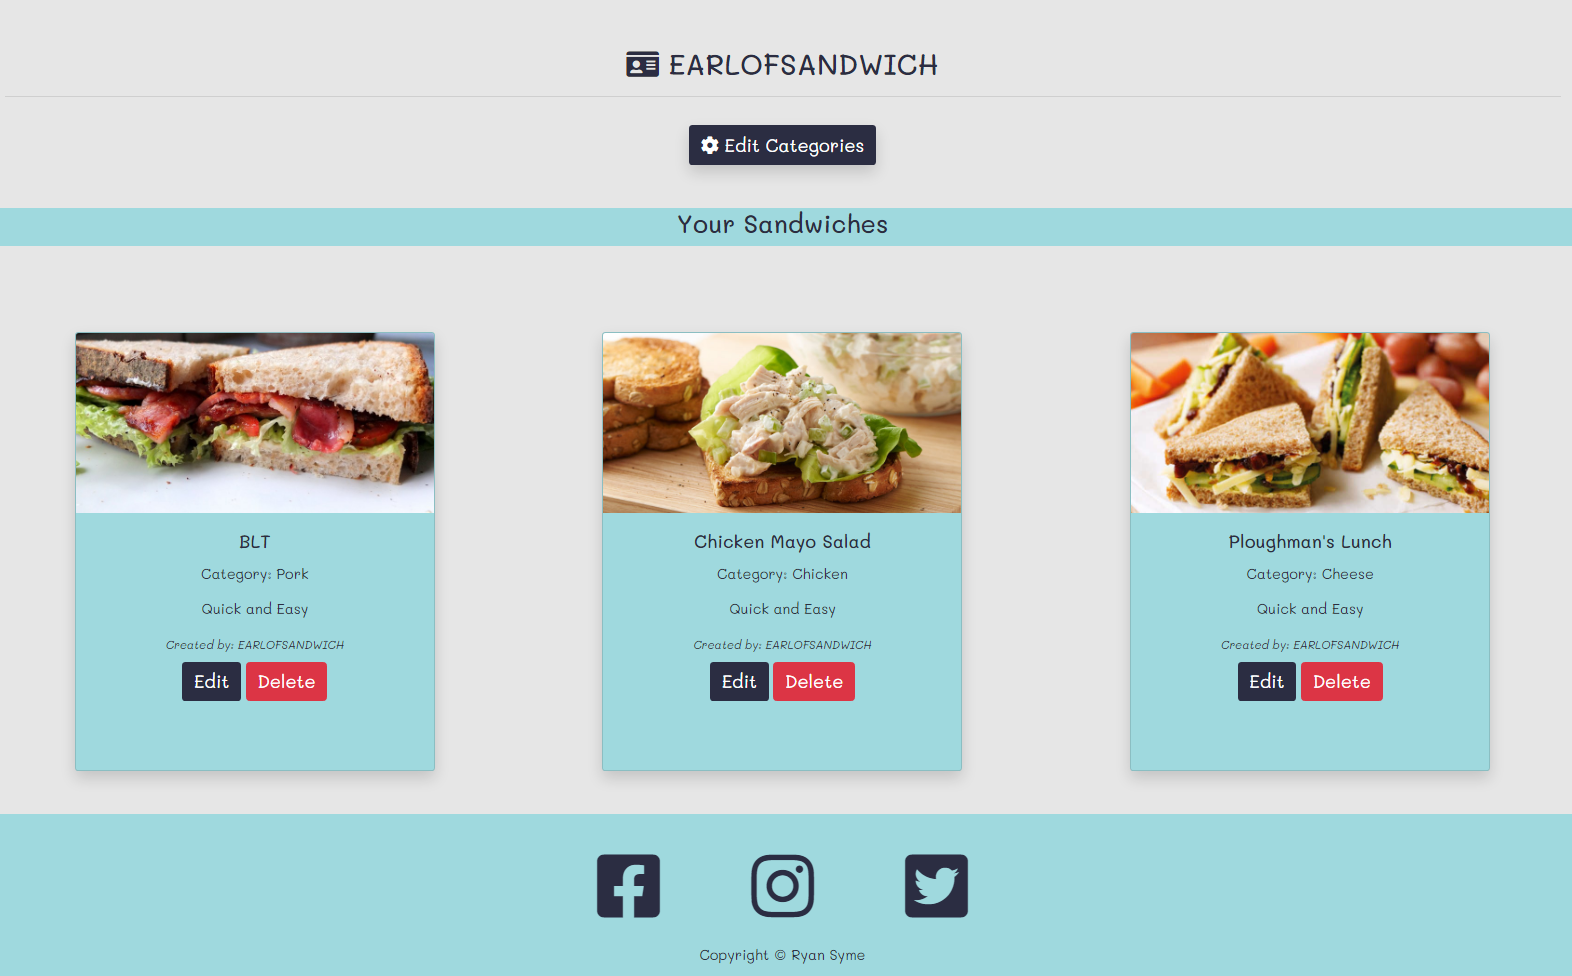 EARLOFSANDWICH
Edit Categories
Your Sandwiches
BLT
Category: Pork
Quick and Easy
Created by: EARLOFSANDWICH
Edit Delete
Chicken Mayo Salad
Category: Chicken
Quick and Easy
Created by: EARLOFSANDWICH
Edit Delete
Ploughman's Lunch
Category: Cheese
Quick and Easy
Created by: EARLOFSANDWICH
Edit Delete
Copyright © Ryan Syme